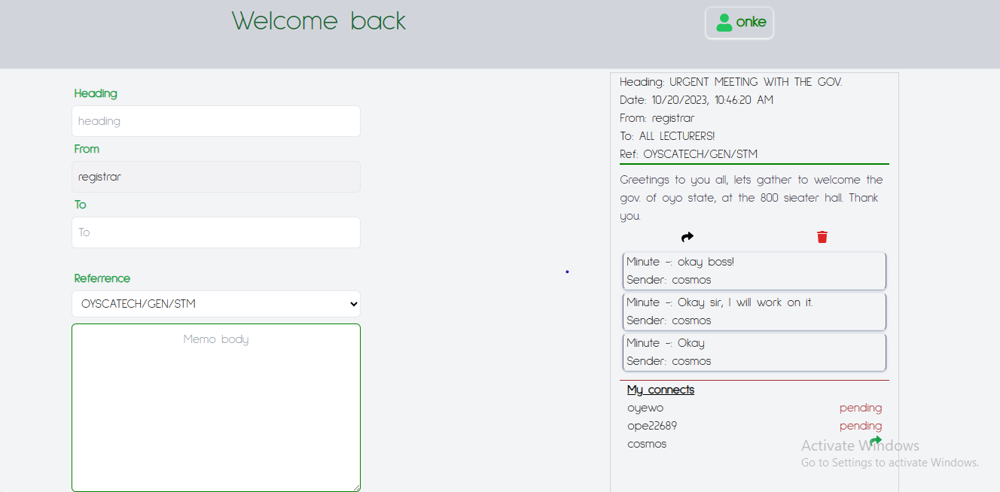 Welcome back
onke
Heading
heading
From
registrar
To
To
Referrence
OYSCATECH/GEN/STM
Memo body
Heading: URGENT MEETING WITH THE GOV.
Date: 10/20/2023, 10:46:20 AM
From: registrar
To: ALL LECTURERS!
Ref: OYSCATECH/GEN/STM
Greetings to you all, lets gather to welcome the
gov. of oyo state, at the 800 sieater hall. Thank
you.
Minute -: okay boss!
Sender: cosmos
Minute -: Okay sir, I will work on it.
Sender: cosmos
Minute -: Okay
Sender: cosmos
My connects
oyewo pending
ope22689 pending
cosmos
Activate Windows
Go to Settings to activate Windows.